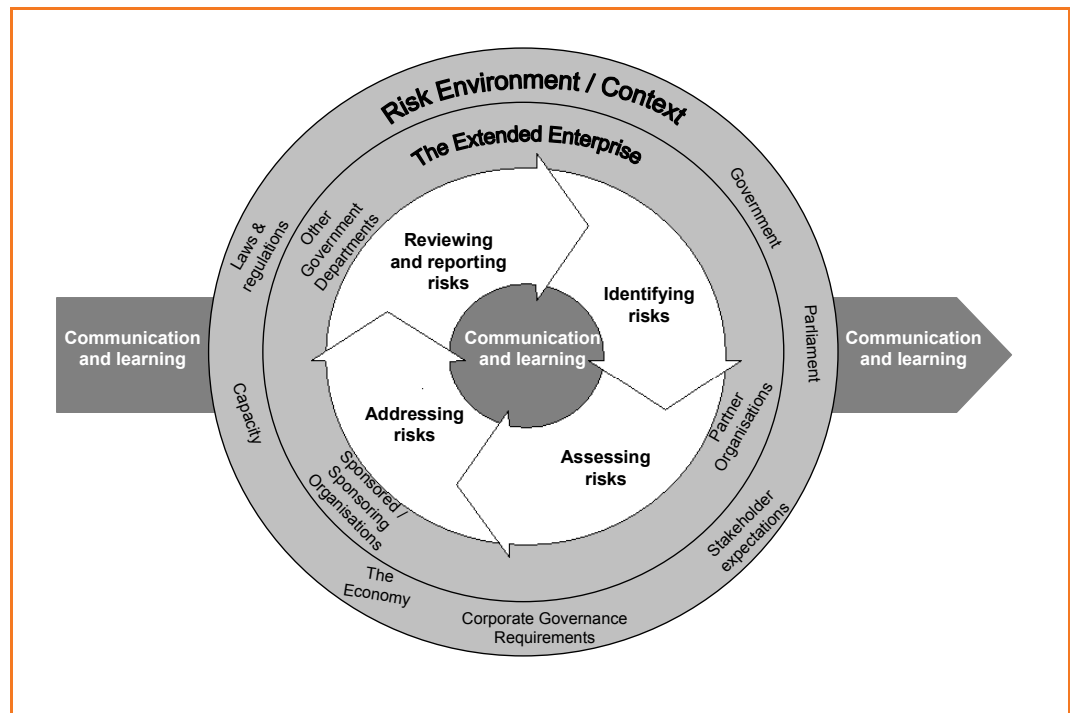 Risk Environment / Context
The Extended Enterprise
Laws &
regulations
Other
Government
Departments
Government
Reviewing
and reporting
risks
Identifying
risks
Communication
and learning
Communication
and learning
Communication
and learning
Parliament
Capacity
Addressing
risks
Assessing
risks
Partner
Organisations
Sponsored /
Sponsoring
Organisations
Stakeholder
expectations
The
Economy
Corporate Governance
Requirements